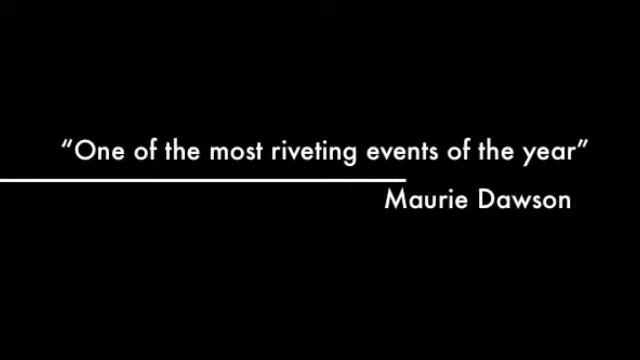 “One of the most riveting events of the year”
Maurie Dawson